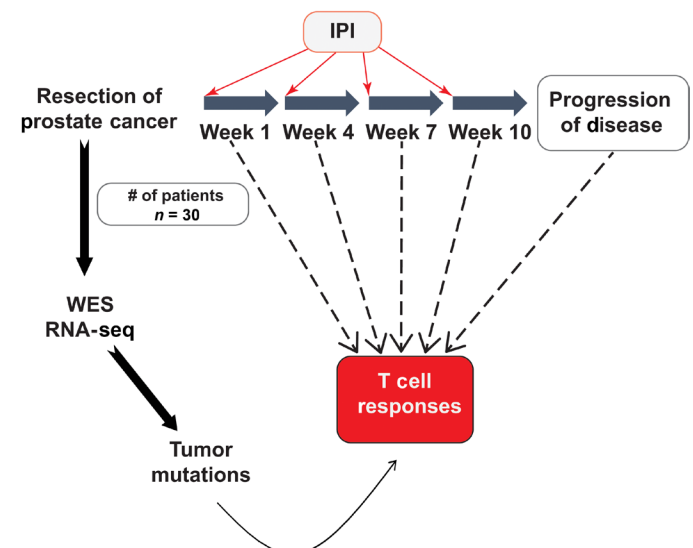 IPI
Resection of
prostate cancer
Week 1
Week 4
Week 7
Week 10
Progression
of disease
# of patients
n = 30
WES
RNA-seq
T cell
responses
Tumor
mutations